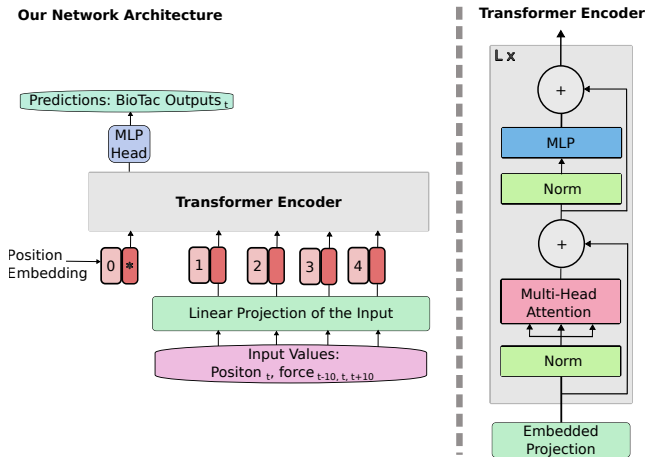 Our Network Architecture
Predictions: BioTac Outputs t
MLP
Head
Transformer Encoder
Position
Embedding
0 *
1
2
3
4
Linear Projection of the Input
Input Values:
Positon t, force t-10, t, t+10
Transformer Encoder
L x
+
MLP
Norm
+
Multi-Head
Attention
Norm
Embedded
Projection